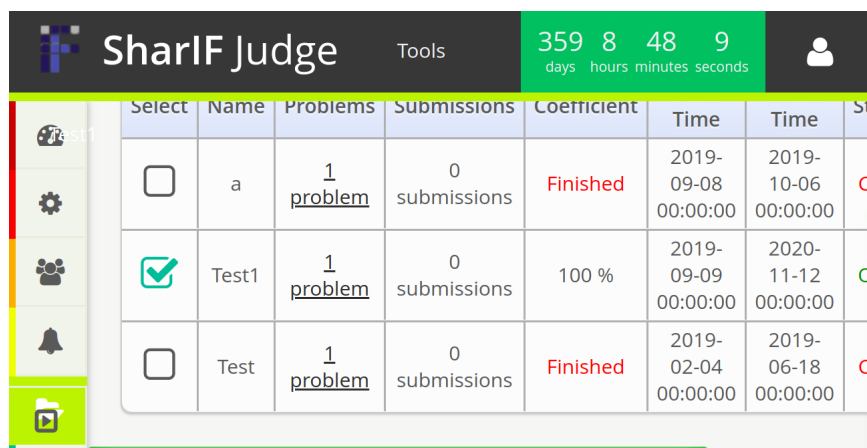 SharIF Judge
Tools
359 8 48 9
days hours minutes seconds
Test1
Select Name Problems Submissions Coefficient
Time Time
a
1
problem
0
submissions
Finished
2019-
09-08
00:00:00
2019-
10-06
00:00:00
Test1
1
problem
0
submissions
100 %
2019-
09-09
00:00:00
2020-
11-12
00:00:00
Test
1
problem
0
submissions
Finished
2019-
02-04
00:00:00
2019-
06-18
00:00:00